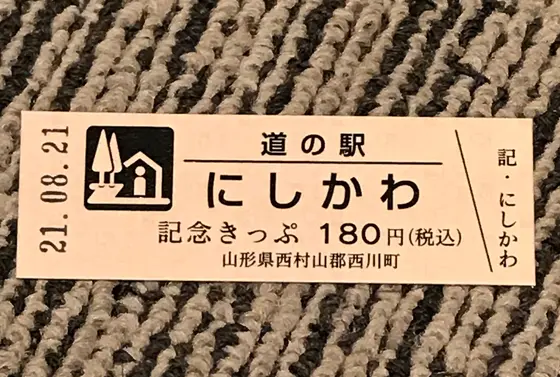 21.08.21
道の駅
にしかわ
記念きっぷ 180円(税込)
山形県西村山郡西川町
記・にしかわ